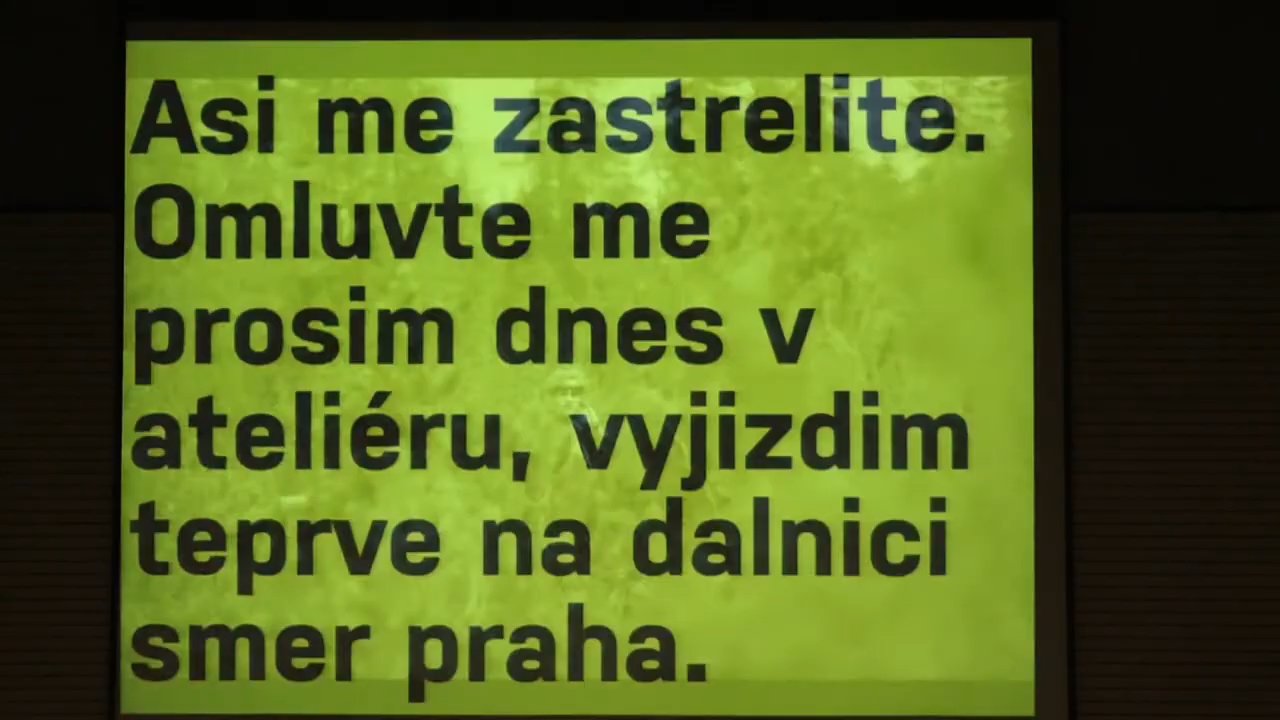 Asi me zastrelite.
Omluvte me
prosim dnes v
ateliéru, vyjizdim
teprve na dalnici
smer praha.